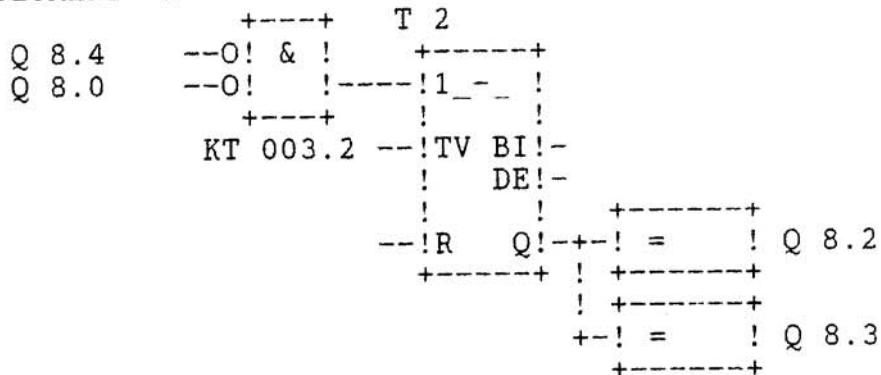 +----+ T 2
Q 8.4 --O! & ! +------+
Q 8.0 --O! !----!1_-_ !
+----+ ! !
KT 003.2 --!TV BI!-
! DE!-
! ! +-------+
--!R Q!-+-! = ! Q 8.2
+------+ ! +-------+
! +-------+
+-! = ! Q 8.3
+-------+